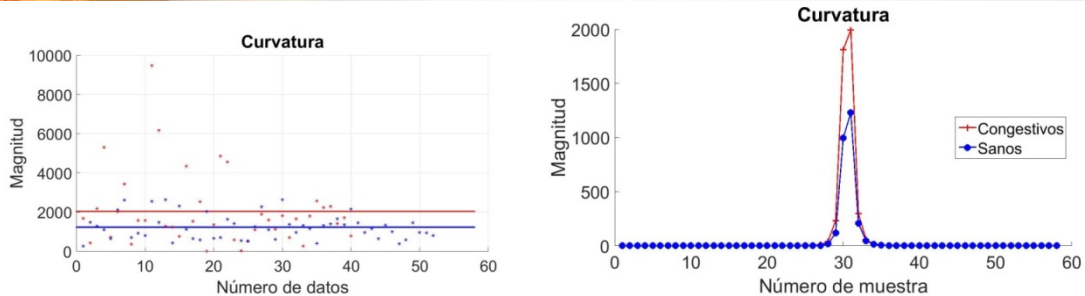 Curvatura
10000
8000
6000
4000
2000
0
0 10 20 30 40 50 60
Magnitud
Número de datos
Curvatura
2000
1500
1000
500
0
0 10 20 30 40 50 60
Magnitud
Número de muestra
Congestivos
Sanos